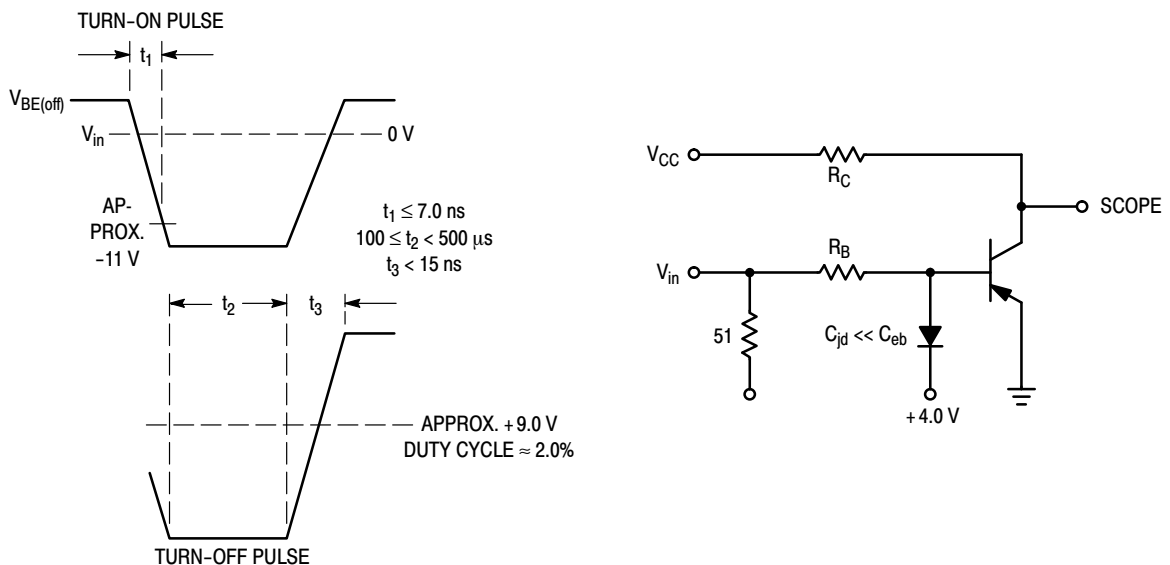 TURN-ON PULSE
t1
VBE(off)
Vin
0 V
AP-
PROX.
-11 V
t1 ≤ 7.0 ns
100 ≤ t2 < 500 μs
t3 < 15 ns
t2
t3
APPROX. +9.0 V
DUTY CYCLE ≈ 2.0%
TURN-OFF PULSE
VCC
RC
SCOPE
Vin
RB
51
Cjd << Ceb
+4.0 V